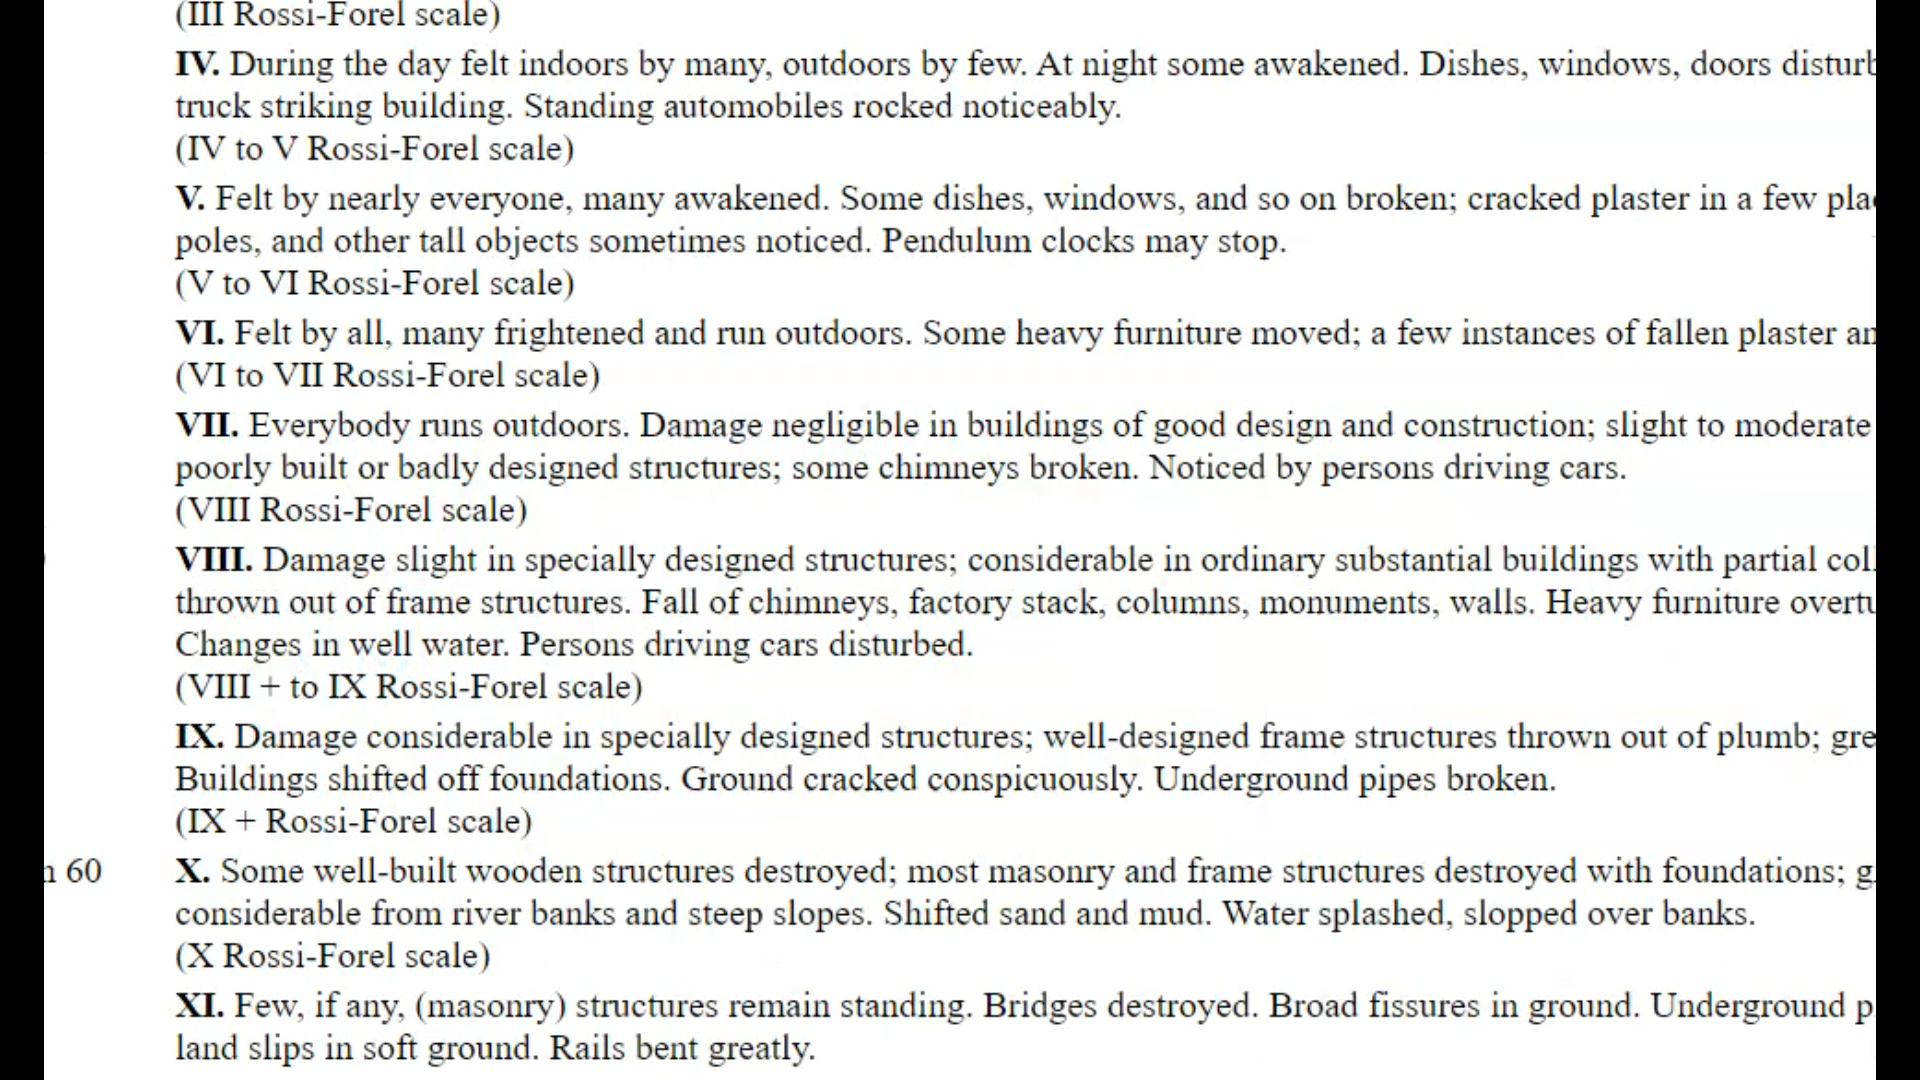 (III Rossi-Forel scale)
IV. During the day felt indoors by many, outdoors by few. At night some awakened. Dishes, windows, doors disturb
truck striking building. Standing automobiles rocked noticeably.
(IV to V Rossi-Forel scale)
V. Felt by nearly everyone, many awakened. Some dishes, windows, and so on broken; cracked plaster in a few pla
poles, and other tall objects sometimes noticed. Pendulum clocks may stop.
(V to VI Rossi-Forel scale)
VI. Felt by all, many frightened and run outdoors. Some heavy furniture moved; a few instances of fallen plaster an
(VI to VII Rossi-Forel scale)
VII. Everybody runs outdoors. Damage negligible in buildings of good design and construction; slight to moderate
poorly built or badly designed structures; some chimneys broken. Noticed by persons driving cars.
(VIII Rossi-Forel scale)
VIII. Damage slight in specially designed structures; considerable in ordinary substantial buildings with partial col
thrown out of frame structures. Fall of chimneys, factory stack, columns, monuments, walls. Heavy furniture overtu
Changes in well water. Persons driving cars disturbed.
(VIII + to IX Rossi-Forel scale)
IX. Damage considerable in specially designed structures; well-designed frame structures thrown out of plumb; gre
Buildings shifted off foundations. Ground cracked conspicuously. Underground pipes broken.
(IX + Rossi-Forel scale)
60 X. Some well-built wooden structures destroyed; most masonry and frame structures destroyed with foundations; g
considerable from river banks and steep slopes. Shifted sand and mud. Water splashed, slopped over banks.
(X Rossi-Forel scale)
XI. Few, if any, (masonry) structures remain standing. Bridges destroyed. Broad fissures in ground. Underground p
land slips in soft ground. Rails bent greatly.